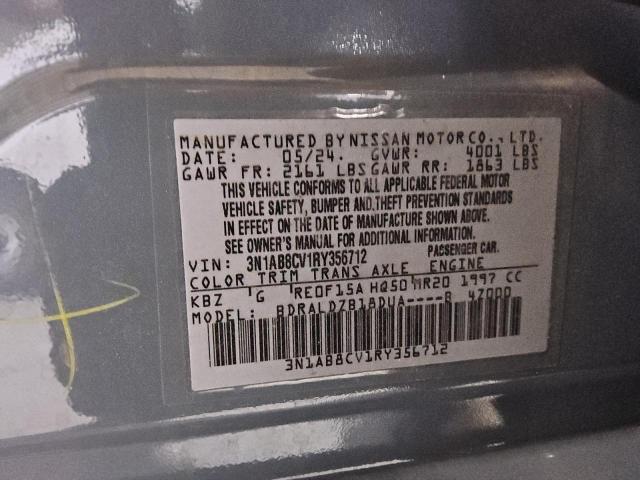 MANUFACTURED BY NISSAN MOTOR CO., LTD.
DATE: 05/24. GVWR: 4001 LBS
GAWR FR: 2161 LBS GAWR RR: 1863 LBS
THIS VEHICLE CONFORMS TO ALL APPLICABLE FEDERAL MOTOR
VEHICLE SAFETY, BUMPER AND.THEFT PREVENTION STANDARDS
IN EFFECT ON THE DATE OF MANUFACTURE SHOWN ABOVE.
SEE OWNER'S MANUAL FOR ADDITIONAL INFORMATION.
VIN: 3N1AB8CV1RY356712 PASSENGER CAR.
COLOR TRIM TRANS AXLE ENGINE
KBZ G RE0F15A HQ50 MR20 1997 CC
MODEL: BDRALDZB18DUA----B 4Z000
3N1AB8CV1RY356712